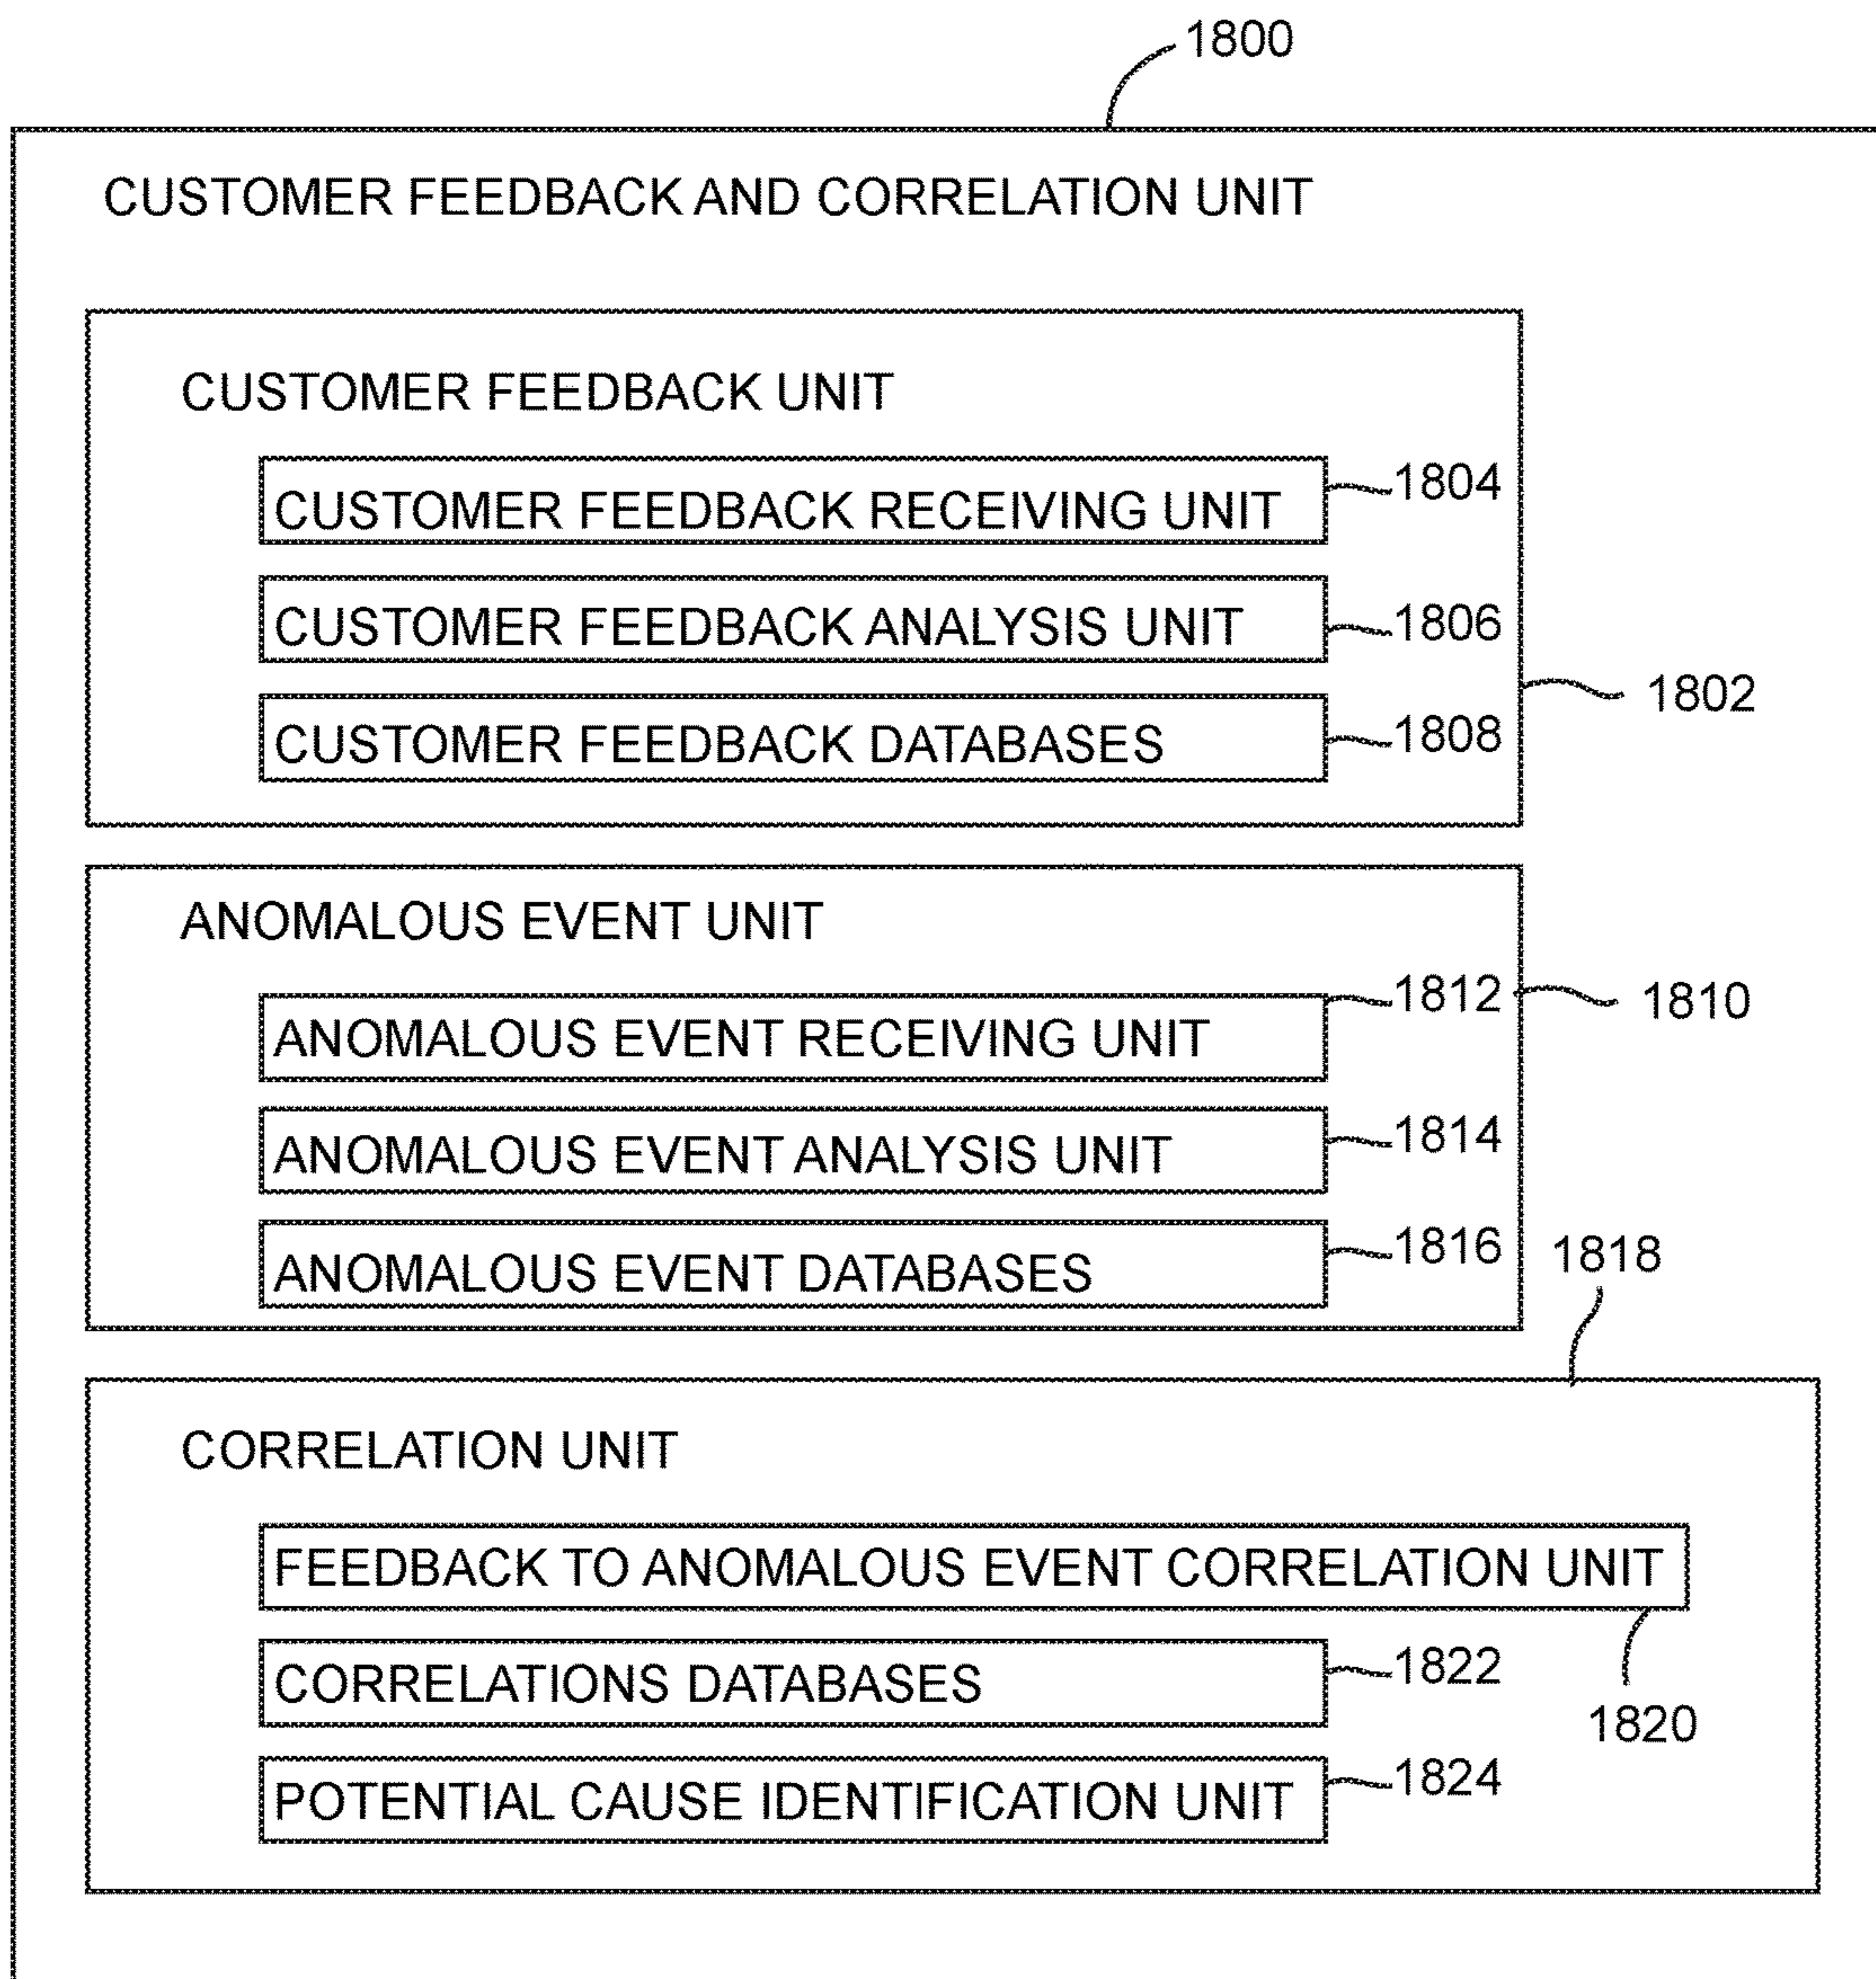 1800
CUSTOMER FEEDBACK AND CORRELATION UNIT
CUSTOMER FEEDBACK UNIT
CUSTOMER FEEDBACK RECEIVING UNIT
1804
CUSTOMER FEEDBACK ANALYSIS UNIT
1806
1802
CUSTOMER FEEDBACK DATABASES
1808
ANOMALOUS EVENT UNIT
1812
1810
ANOMALOUS EVENT RECEIVING UNIT
ANOMALOUS EVENT ANALYSIS UNIT
1814
ANOMALOUS EVENT DATABASES
1816
1818
CORRELATION UNIT
FEEDBACK TO ANOMALOUS EVENT CORRELATION UNIT
1820
CORRELATIONS DATABASES
1822
POTENTIAL CAUSE IDENTIFICATION UNIT
1824